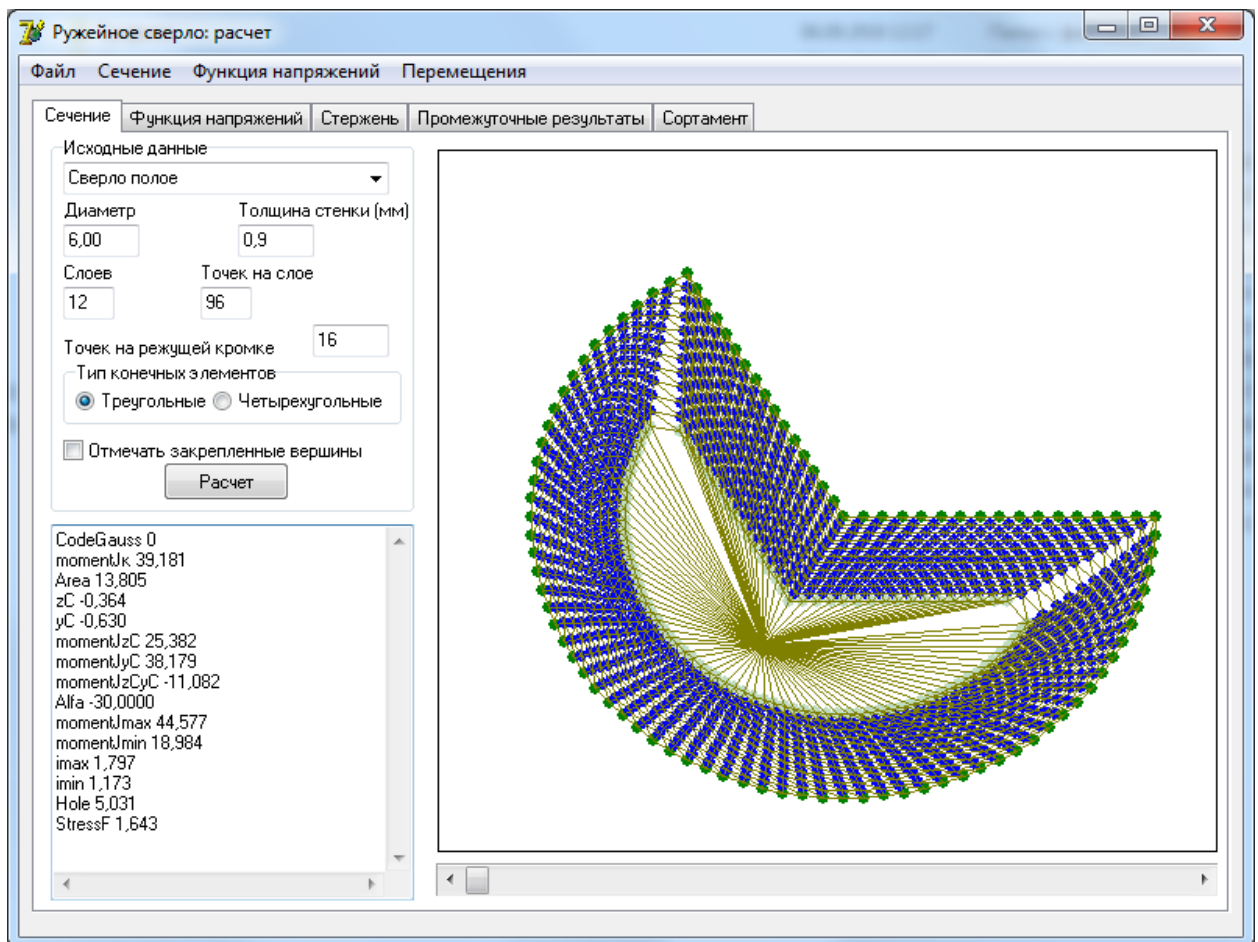 Ружейное сверло: расчет
Файл Сечение Функция напряжений Перемещения
Сечение Функция напряжений Стержень Промежуточные результаты Сортамент
Исходные данные
Сверло полое
Диаметр Толщина стенки (мм)
6,00 0,9
Слоев Точек на слое
12 96
Точек на режущей кромке 16
Тип конечных элементов
Треугольные Четырехугольные
Отмечать закрепленные вершины
Расчет
CodeGauss 0
momentJк 39,181
Area 13,805
zC -0,364
yC -0,630
momentJzC 25,382
momentJyC 38,179
momentJzCyC -11,082
Alfa -30,0000
momentJmax 44,577
momentJmin 18,984
imax 1,797
imin 1,173
Hole 5,031
StressF 1,643